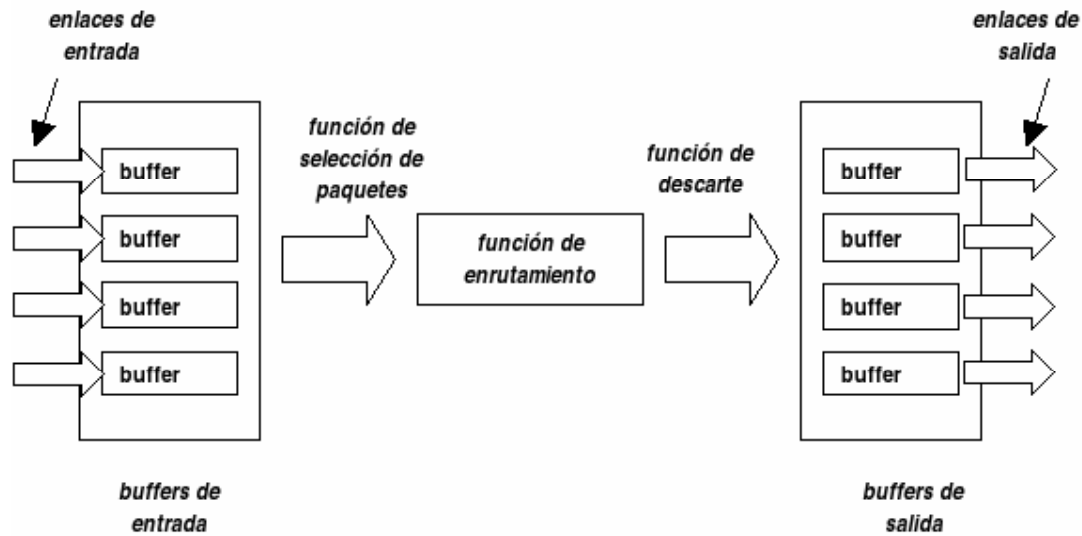 enlaces de
entrada
enlaces de
salida
función de
selección de
paquetes
función de
descarte
buffer
buffer
buffer
buffer
función de
enrutamiento
buffer
buffer
buffer
buffer
buffers de
entrada
buffers de
salida